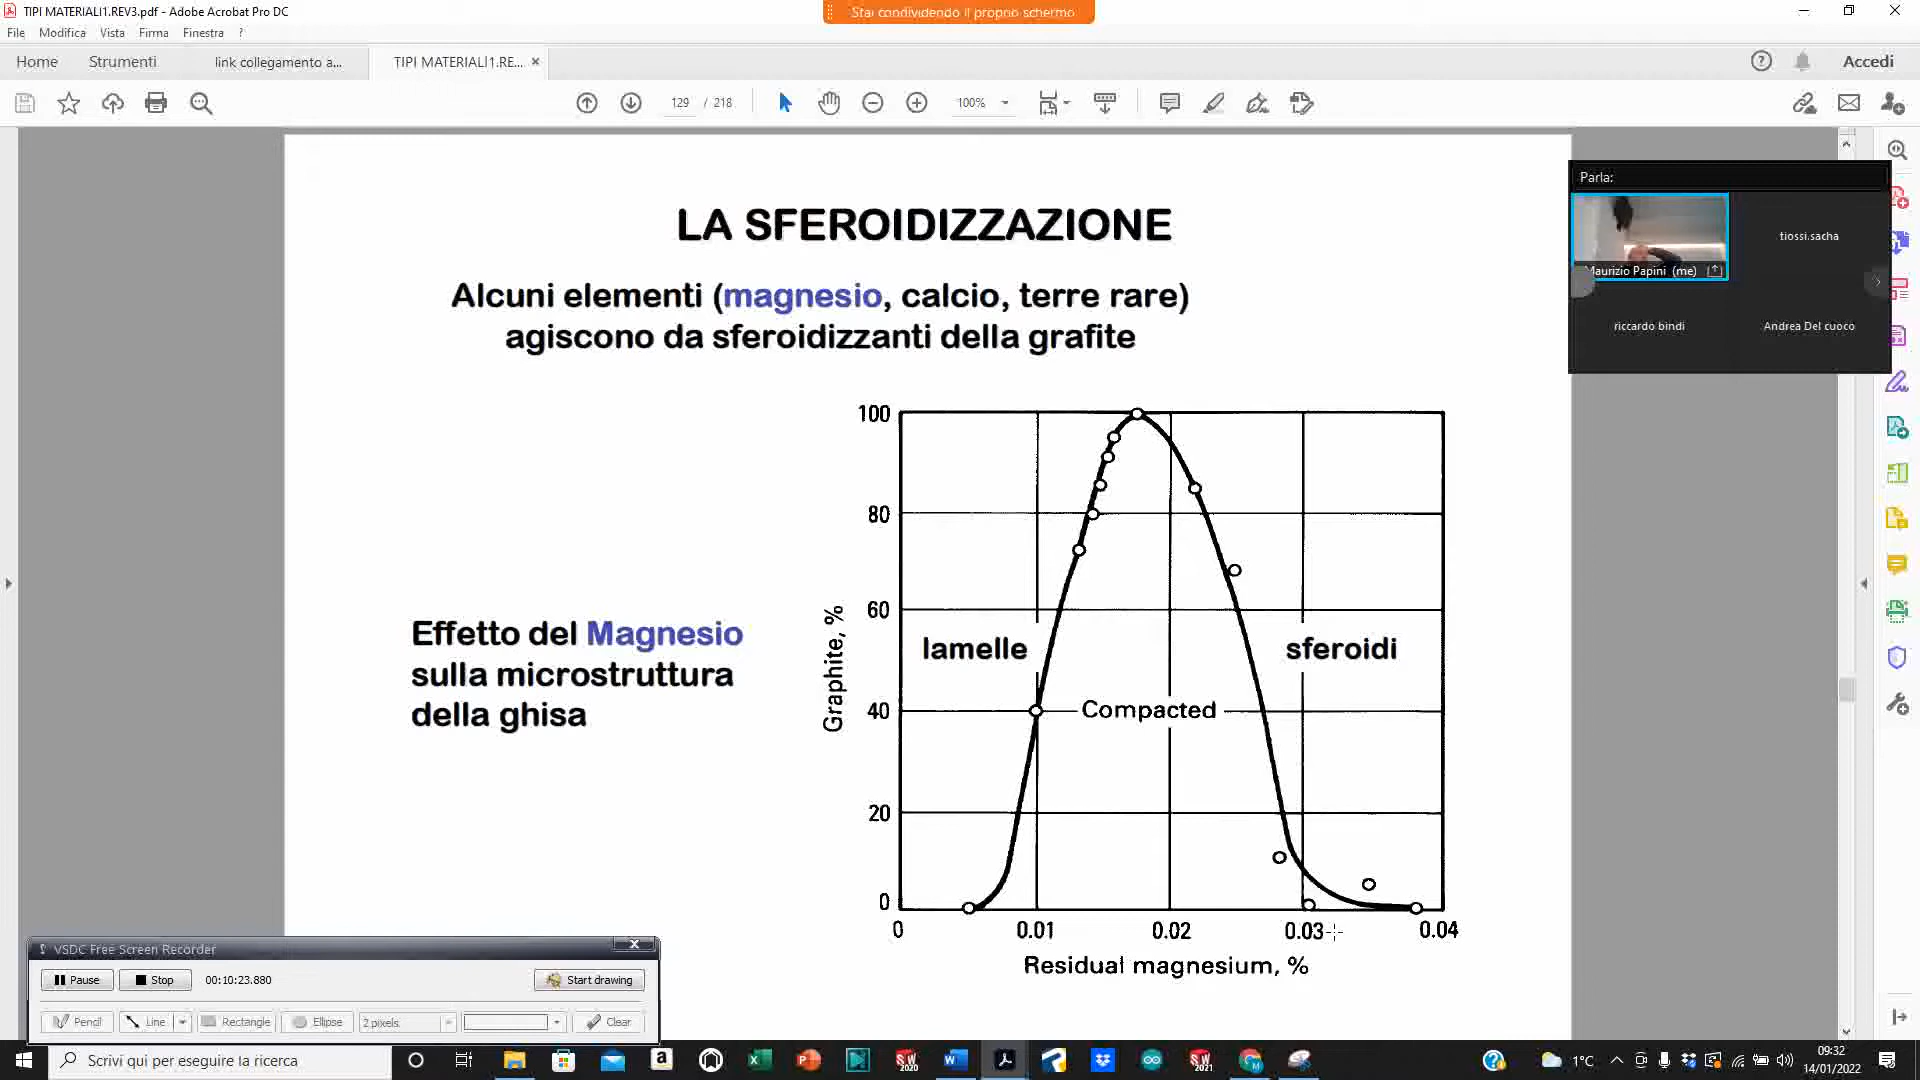 TIPI MATERIALI1.REV3.pdf - Adobe Acrobat Pro DC
Stai condividendo il proprio schermo
File Modifica Vista Firma Finestra ?
Home Strumenti link collegamento a... TIPI MATERIALI1.RE... × Accedi
129 / 218 100%
LA SFEROIDIZZAZIONE
Alcuni elementi (magnesio, calcio, terre rare)
agiscono da sferoidizzanti della grafite
Effetto del Magnesio
sulla microstruttura
della ghisa
Graphite, %
100
80
60
40
20
0
lamelle
sferoidi
Compacted
0 0.01 0.02 0.03 0.04
Residual magnesium, %
Parla:
Maurizio Papini (me)
tiossi.sacha
riccardo bindi
Andrea Del cuoco
VSDC Free Screen Recorder
Pause Stop 00:10:23.880 Start drawing
Pencil Line Rectangle Ellipse 2 pixels Clear
Scrivi qui per eseguire la ricerca
1°C
09:32
14/01/2022